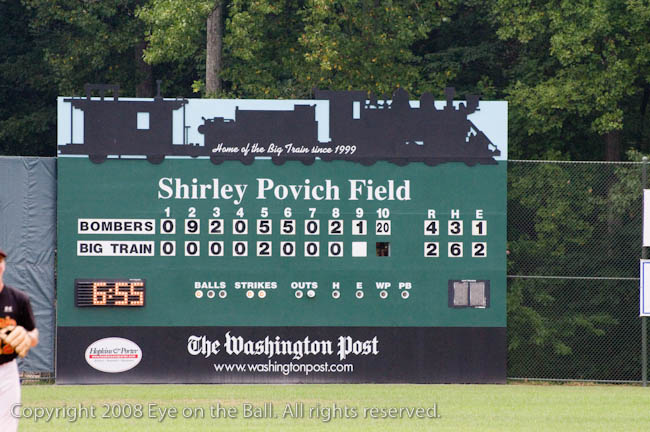 Home of the Big Train since 1999
Shirley Povich Field
1 2 3 4 5 6 7 8 9 10 R H E
BOMBERS 0 9 2 0 5 5 0 2 1 20 4 3 1
BIG TRAIN 0 0 0 0 2 0 0 0 2 6 2
BALLS STRIKES OUTS H E WP PB
6:55
Hopkins & Porter
The Washington Post
www.washingtonpost.com
Copyright © 2008 Eye on the Ball. All rights reserved.